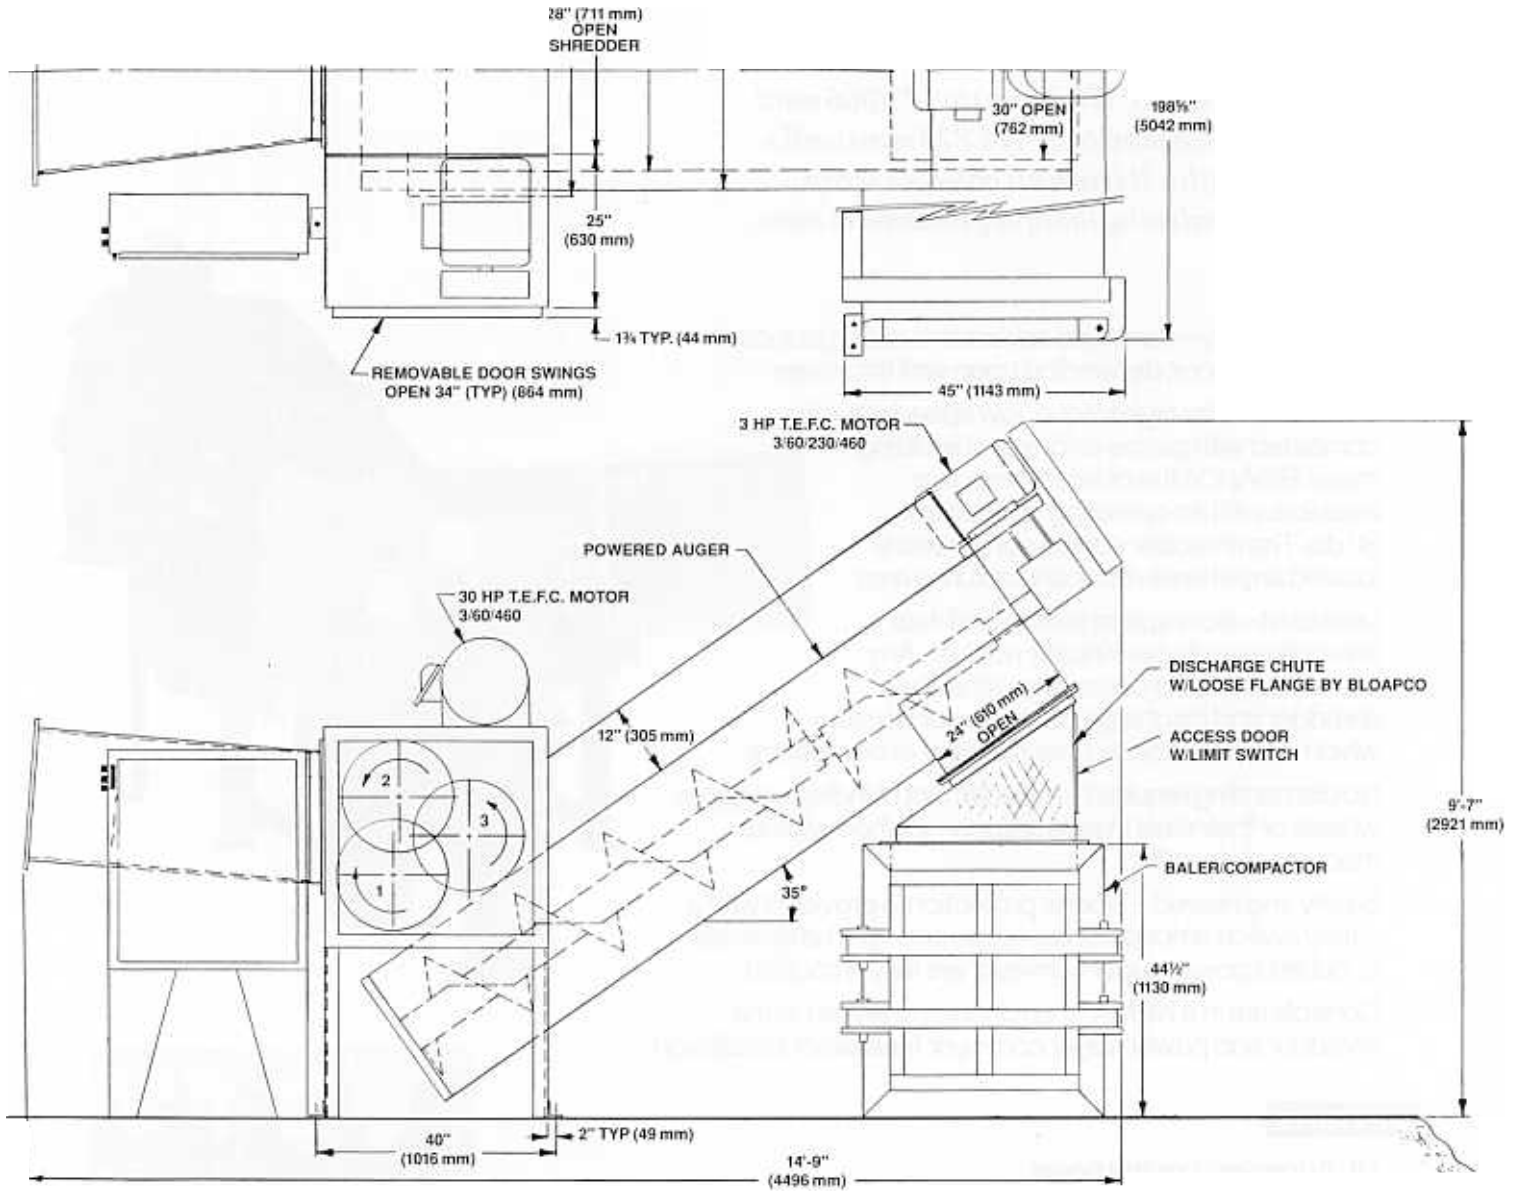 28" (711 mm)
OPEN
SHREDDER
30" OPEN
(762 mm)
198⅝"
(5042 mm)
25"
(630 mm)
1¾ TYP. (44 mm)
REMOVABLE DOOR SWINGS
OPEN 34" (TYP) (864 mm)
45" (1143 mm)
3 HP T.E.F.C. MOTOR
3/60/230/460
POWERED AUGER
30 HP T.E.F.C. MOTOR
3/60/460
DISCHARGE CHUTE
W/LOOSE FLANGE BY BLOAPCO
24" (610 mm)
OPEN
12" (305 mm)
ACCESS DOOR
W/LIMIT SWITCH
2
3
1
9'-7"
(2921 mm)
35°
BALER/COMPACTOR
44½"
(1130 mm)
2" TYP (49 mm)
40"
(1016 mm)
14'-9"
(4496 mm)